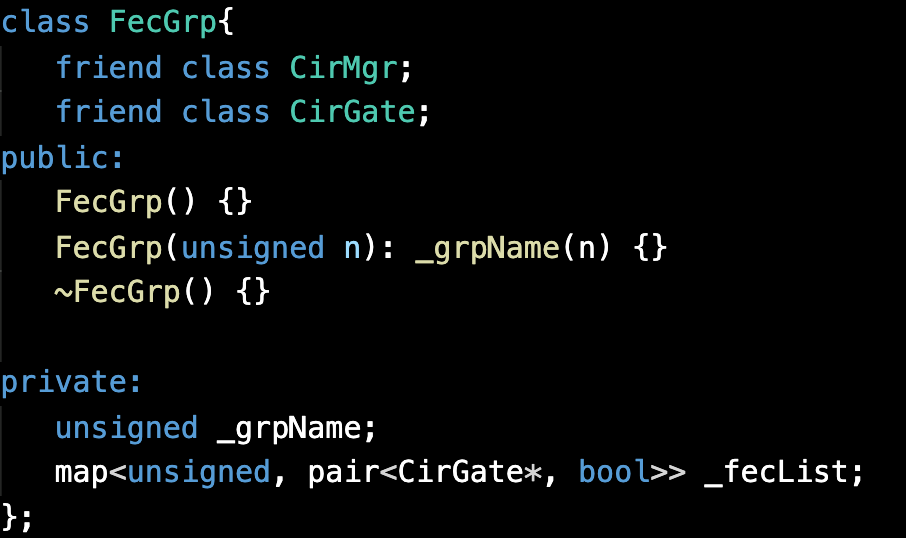 class FecGrp{
   friend class CirMgr;
   friend class CirGate;
public:
   FecGrp() {}
   FecGrp(unsigned n): _grpName(n) {}
   ~FecGrp() {}

private:
   unsigned _grpName;
   map<unsigned, pair<CirGate*, bool>> _fecList;
};